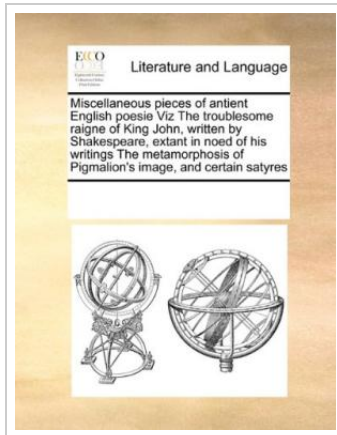 ECCO
Literature and Language
Miscellaneous pieces of antient
English poesie Viz The troublesome
raigne of King John, written by
Shakespeare, extant in noed of his
writings The metamorphosis of
Pigmalion's image, and certain satyres